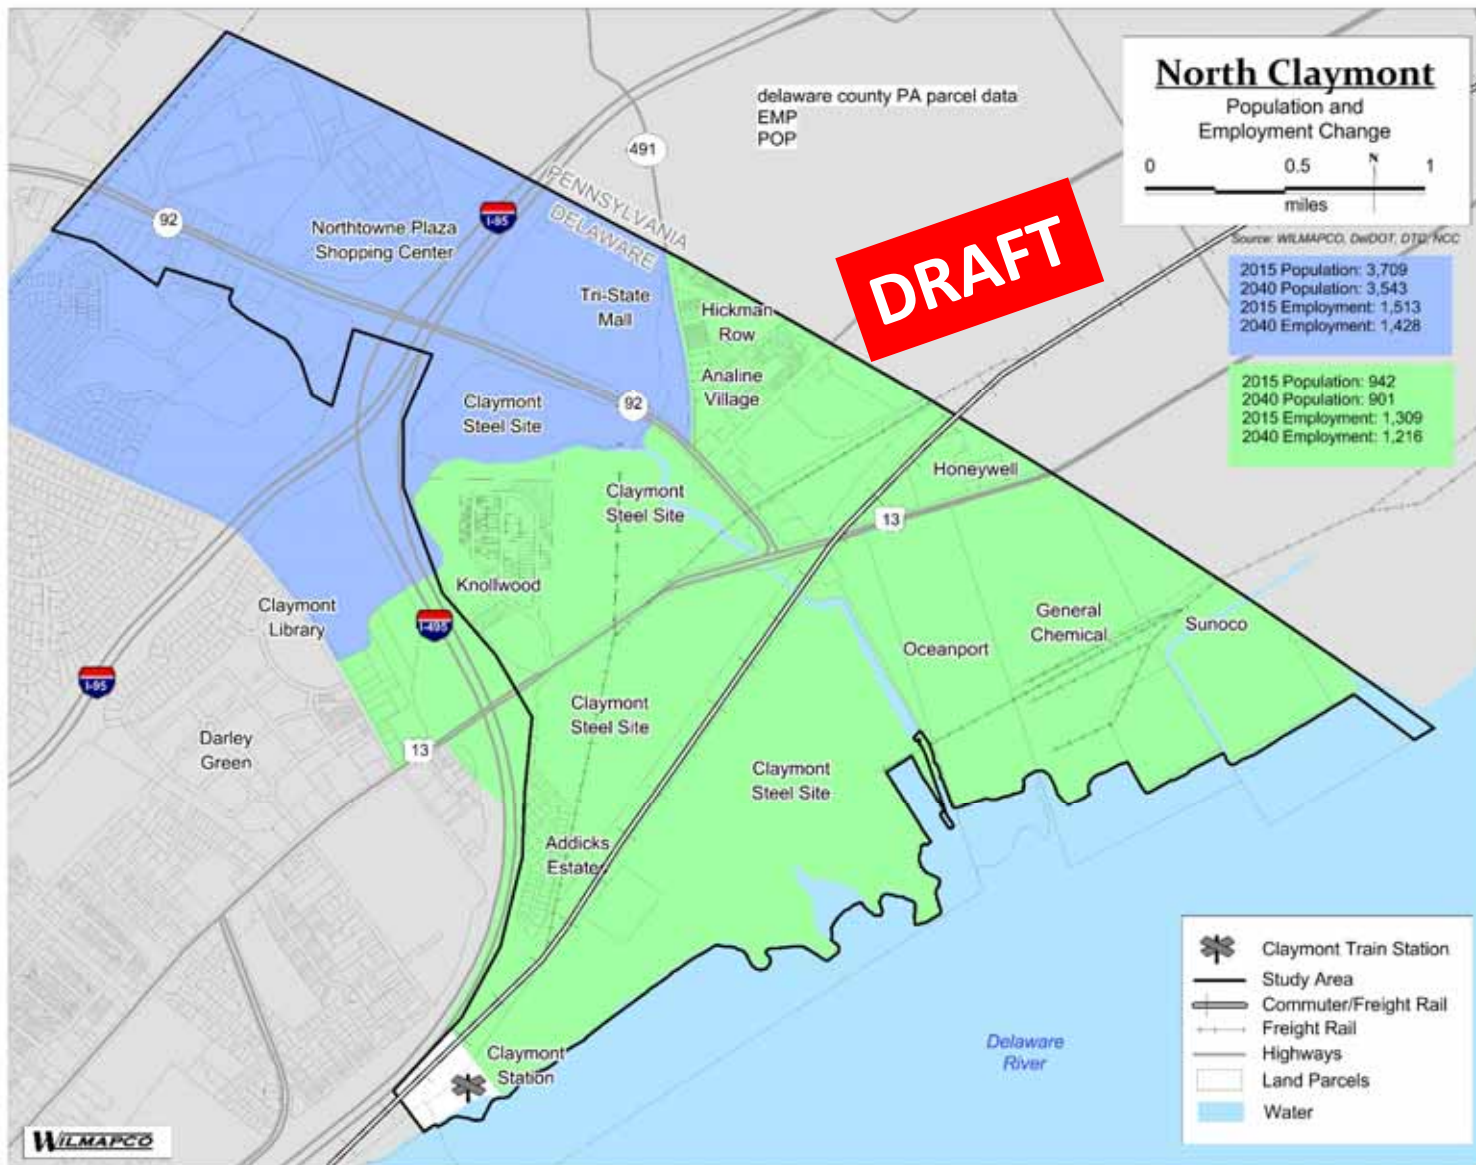 North Claymont
Population and
Employment Change
0 0.5 N 1
miles
Source: WILMAPCO, DelDOT, DTC, NCC
2015 Population: 3,709
2040 Population: 3,543
2015 Employment: 1,513
2040 Employment: 1,428
2015 Population: 942
2040 Population: 901
2015 Employment: 1,309
2040 Employment: 1,216
delaware county PA parcel data
EMP
POP
DRAFT
491
PENNSYLVANIA
DELAWARE
92
Northtowne Plaza
Shopping Center
I-95
Tri-State
Mall
Hickman
Row
Analine
Village
Claymont
Steel Site
92
Honeywell
Claymont
Steel Site
13
Knollwood
Claymont
Library
I-495
General
Chemical
Sunoco
Oceanport
I-95
Claymont
Steel Site
Darley
Green
13
Claymont
Steel Site
Addicks
Estates
Claymont
Station
Delaware
River
Claymont Train Station
Study Area
Commuter/Freight Rail
Freight Rail
Highways
Land Parcels
Water
WILMAPCO